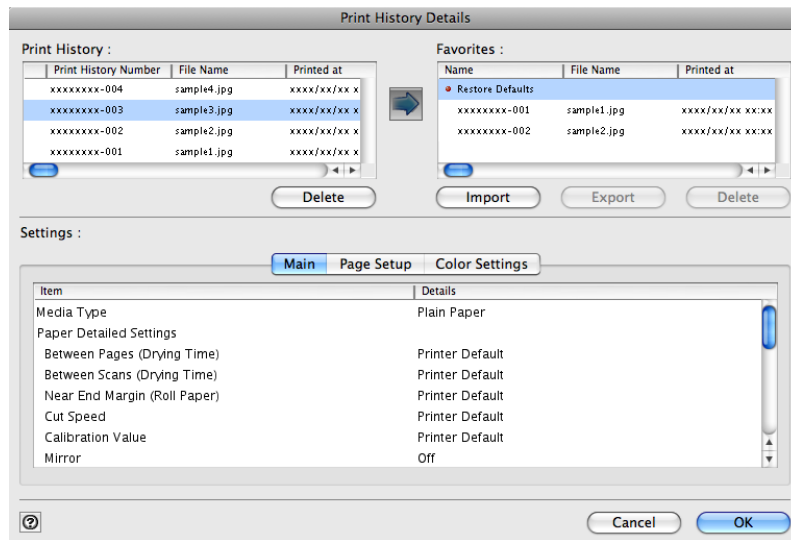 Print History Details
Print History : Favorites :
Print History Number File Name Printed at Name File Name Printed at
xxxxxxxx-004 sample4.jpg xxxx/xx/xx x Restore Defaults
xxxxxxxx-003 sample3.jpg xxxx/xx/xx x xxxxxxxx-001 sample1.jpg xxxx/xx/xx xx:xx
xxxxxxxx-002 sample2.jpg xxxx/xx/xx x xxxxxxxx-002 sample2.jpg xxxx/xx/xx xx:xx
xxxxxxxx-001 sample1.jpg xxxx/xx/xx x
Delete Import Export Delete
Settings :
Main Page Setup Color Settings
Item Details
Media Type Plain Paper
Paper Detailed Settings
Between Pages (Drying Time) Printer Default
Between Scans (Drying Time) Printer Default
Near End Margin (Roll Paper) Printer Default
Cut Speed Printer Default
Calibration Value Printer Default
Mirror Off
? Cancel OK